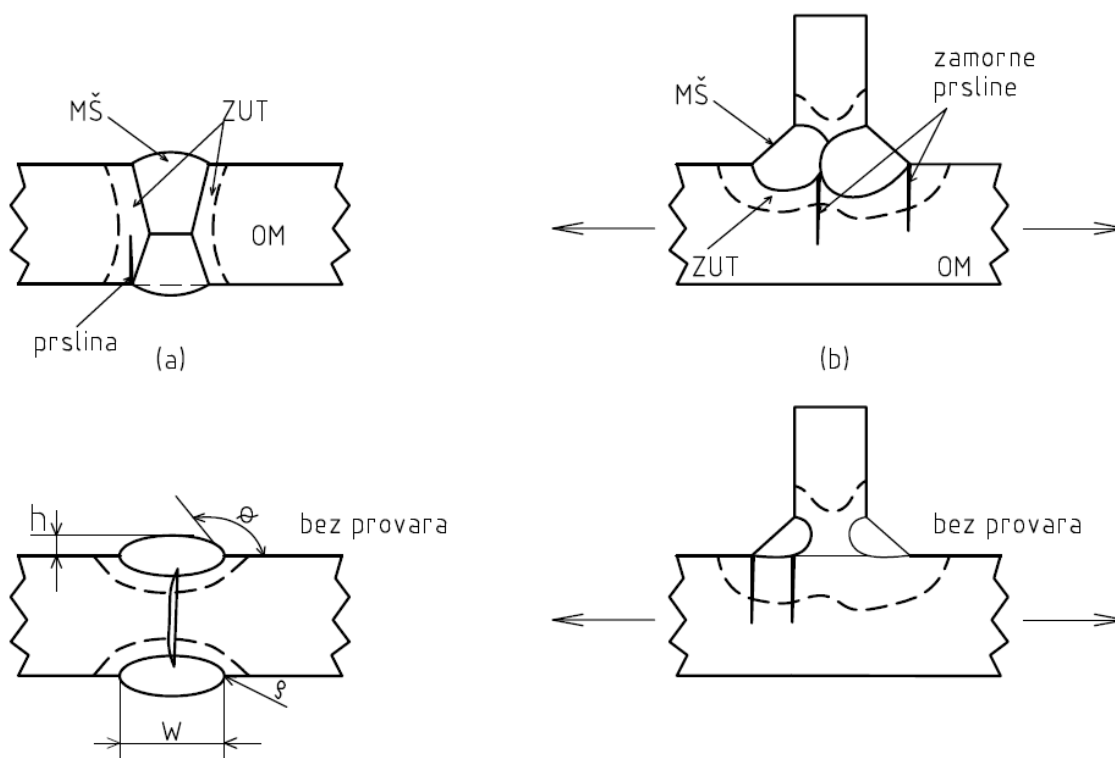 MŠ
ZUT
OM
prslina
(a)
zamorne
prsline
MŠ
ZUT
OM
(b)
h
Θ
bez provara
ρ
W
bez provara